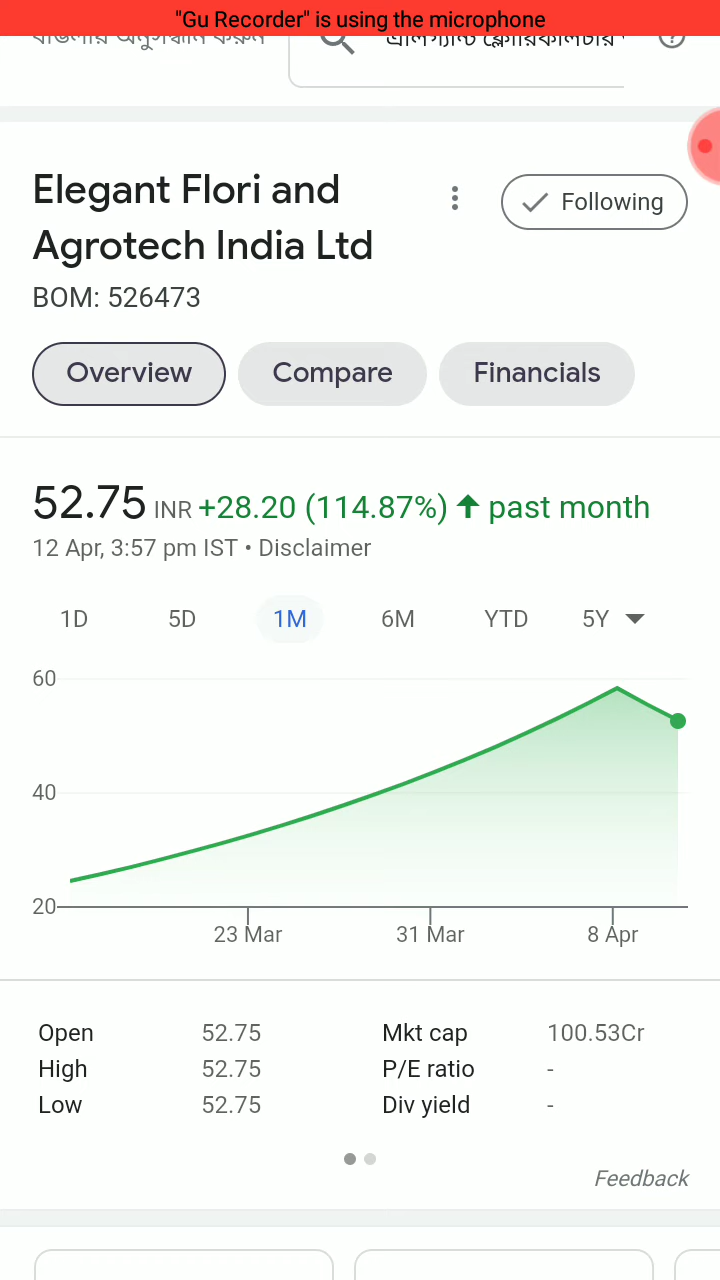 "Gu Recorder" is using the microphone
বাংলায় অনুসন্ধান করুন
Elegant Flori and
Agrotech India Ltd
Following
BOM: 526473
Overview
Compare
Financials
52.75 INR +28.20 (114.87%) ↑ past month
12 Apr, 3:57 pm IST • Disclaimer
1D 5D 1M 6M YTD 5Y
60
40
20
23 Mar 31 Mar 8 Apr
Open 52.75 Mkt cap 100.53Cr
High 52.75 P/E ratio -
Low 52.75 Div yield -
Feedback